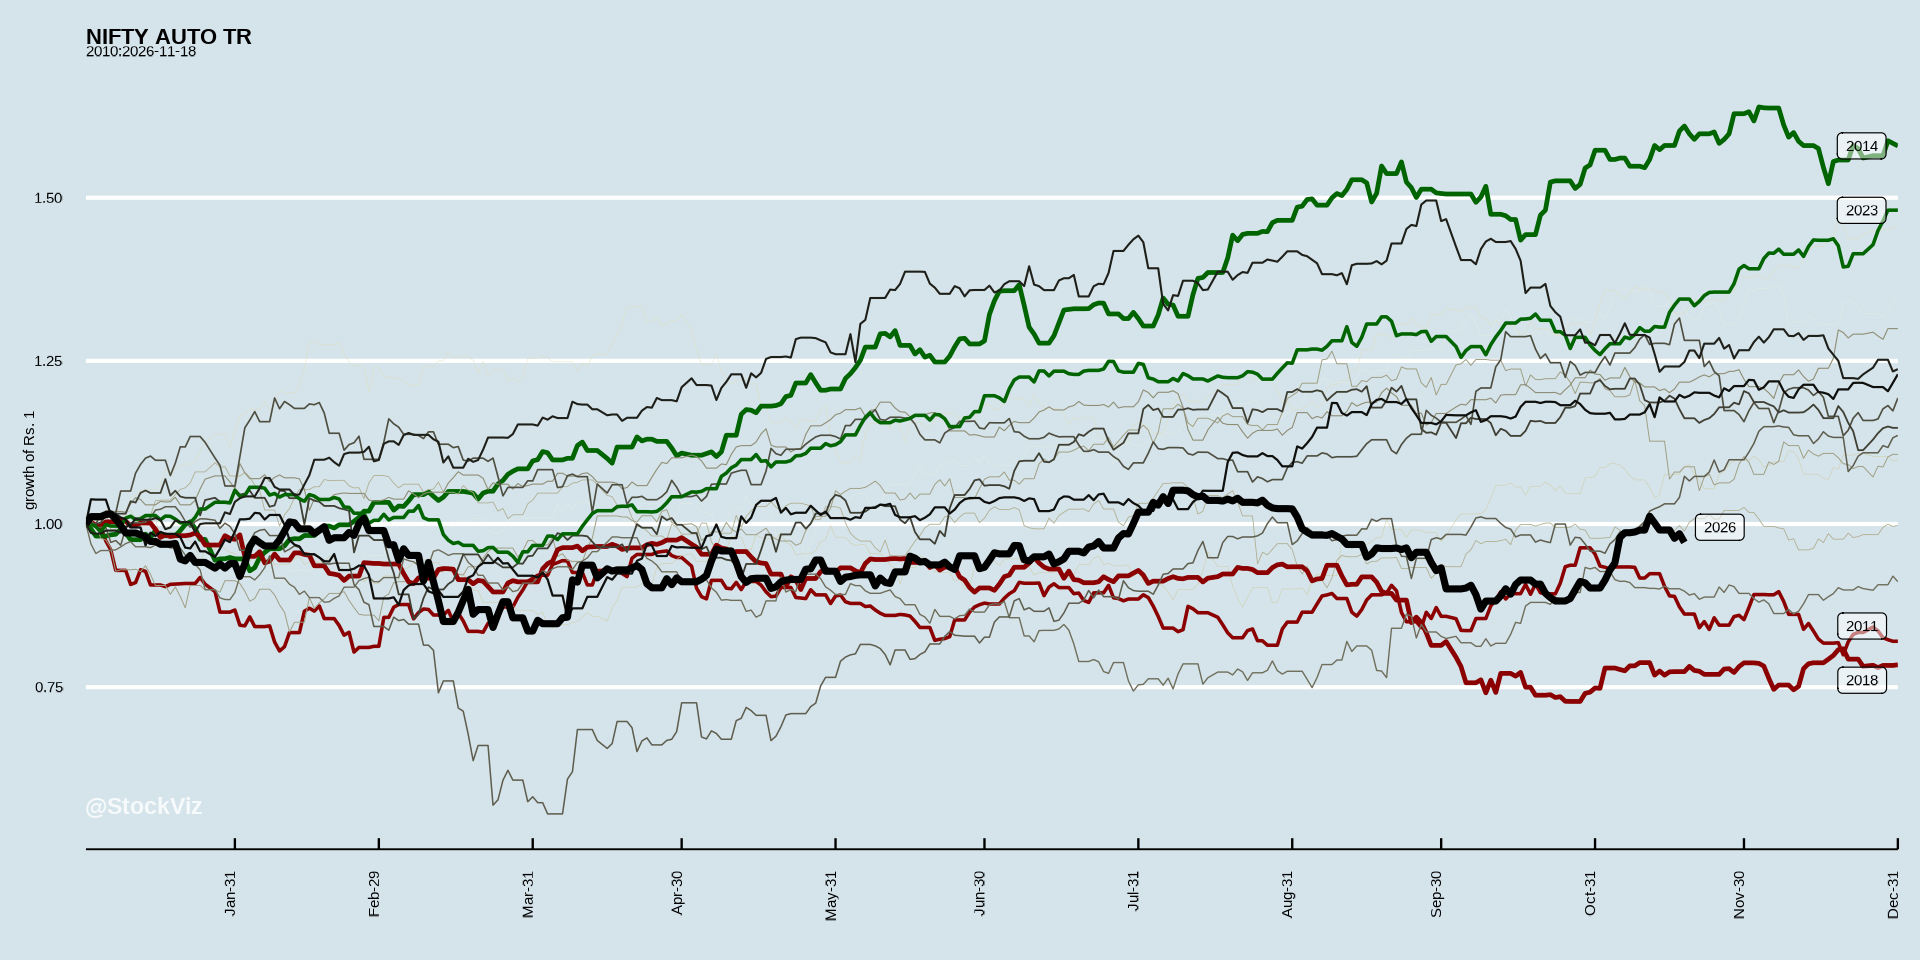 NIFTY AUTO TR
2010:2026-11-18
growth of Rs. 1
1.50
1.25
1.00
0.75
2014
2023
2026
2011
2018
@StockViz
Jan-31
Feb-29
Mar-31
Apr-30
May-31
Jun-30
Jul-31
Aug-31
Sep-30
Oct-31
Nov-30
Dec-31